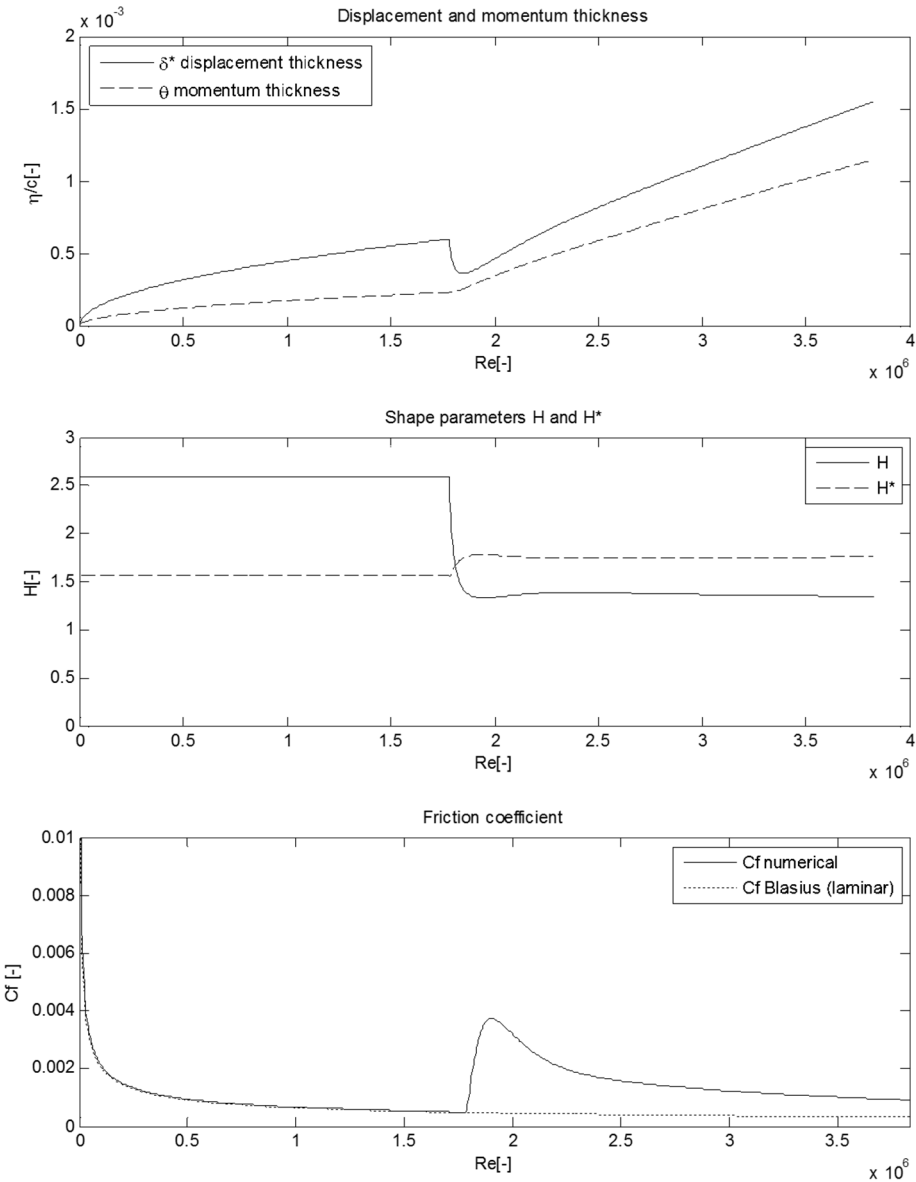 Displacement and momentum thickness
x 10^-3
2
1.5
1
0.5
0
η/c[-]
δ* displacement thickness
θ momentum thickness
0 0.5 1 1.5 2 2.5 3 3.5 4
Re[-]
x 10^6
Shape parameters H and H*
3
2.5
2
1.5
1
0.5
0
H[-]
H
H*
0 0.5 1 1.5 2 2.5 3 3.5 4
Re[-]
x 10^6
Friction coefficient
0.01
0.008
0.006
0.004
0.002
0
Cf [-]
Cf numerical
Cf Blasius (laminar)
0 0.5 1 1.5 2 2.5 3 3.5
Re[-]
x 10^6